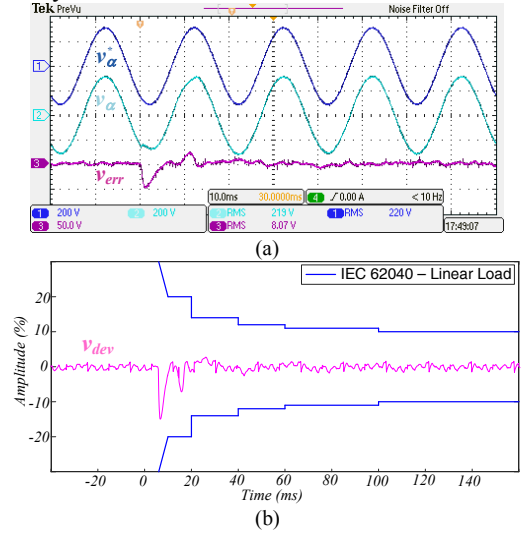 Tek PreVu
Noise Filter Off
1
v*α
2
vα
3
verr
10.0ms 30.0000ms 4 0.00 A < 10 Hz
1 200 V 2 200 V 2 RMS 219 V 1 RMS 220 V
3 50.0 V 3 RMS 8.07 V 17:49:07
(a)
IEC 62040 – Linear Load
20
10
0
-10
-20
vdev
Amplitude (%)
-20 0 20 40 60 80 100 120 140
Time (ms)
(b)